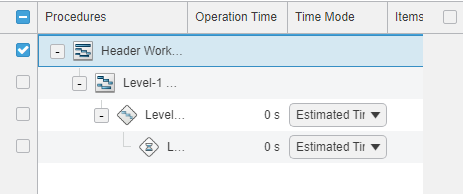 Procedures Operation Time Time Mode Items
Header Work...
Level-1 ...
Level... 0 s Estimated Tir
L... 0 s Estimated Tir